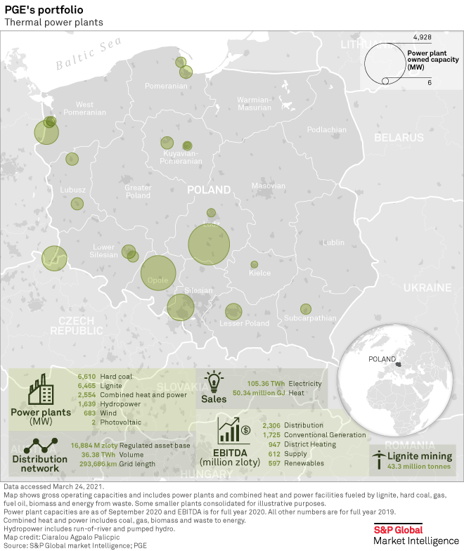 PGE's portfolio
Thermal power plants
Baltic Sea
LITHUANIA
4,928
Power plant
owned capacity
(MW)
6
Pomeranian
West
Pomeranian
Warmian-
Masurian
Podlachian
BELARUS
Kuyavian-
Pomeranian
Lubusz
Greater
Poland
POLAND
Masovian
Lodz
Lublin
Lower
Silesian
Opole
Kielce
Silesian
UKRAINE
CZECH
REPUBLIC
Lesser Poland
Subcarpathian
POLAND
SLOVAKIA
HUNGARY
ROMANIA
Power plants
(MW)
6,610 Hard coal
6,465 Lignite
2,554 Combined heat and power
1,630 Hydropower
683 Wind
2 Photovoltaic
Sales
105.36 TWh Electricity
50.34 million GJ Heat
Distribution
network
16,884 M zloty Regulated asset base
36.38 TWh Volume
293,686 km Grid length
EBITDA
(million zloty)
2,306 Distribution
1,725 Conventional Generation
947 District Heating
612 Supply
597 Renewables
Lignite mining
43.3 million tonnes
Data accessed March 24, 2021.
Map shows gross operating capacities and includes power plants and combined heat and power facilities fueled by lignite, hard coal, gas,
fuel oil, biomass and energy from waste. Some smaller plants consolidated for illustrative purposes.
Power plant capacities are as of September 2020 and EBITDA is for full year 2020. All other numbers are for full year 2019.
Combined heat and power includes coal, gas, biomass and waste to energy.
Hydropower includes run-of-river and pumped hydro.
Map credit: Ciaralou Agpalo Palicpic
Source: S&P Global market Intelligence; PGE
S&P Global
Market Intelligence